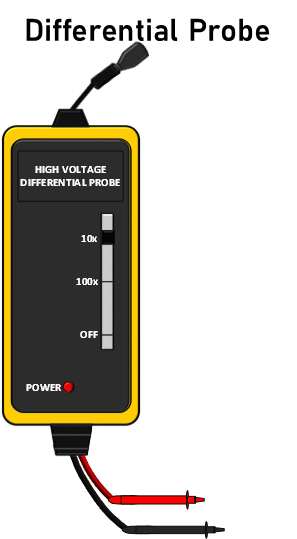 Differential Probe
HIGH VOLTAGE
DIFFERENTIAL PROBE
10x
100x
OFF
POWER